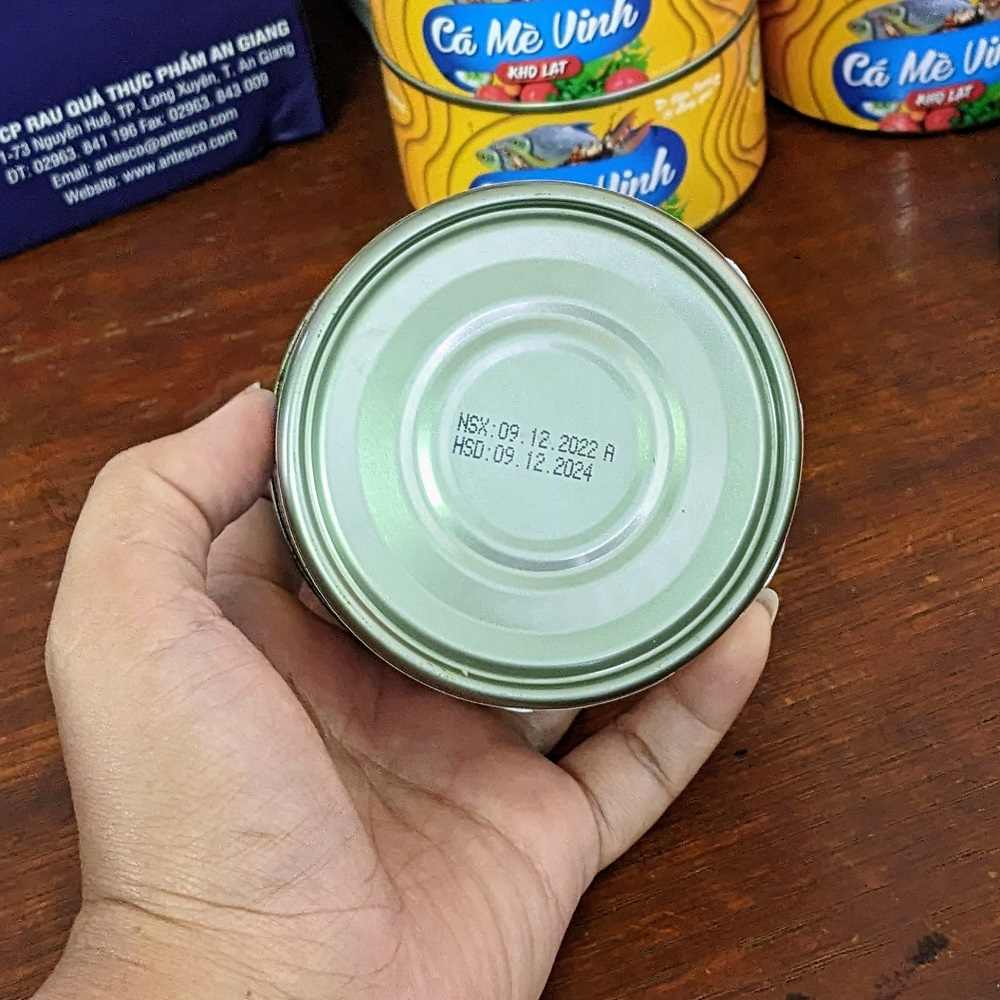 CP RAU QUẢ THỰC PHẨM AN GIANG
1-73 Nguyễn Huệ, TP. Long Xuyên, T. An Giang
ĐT: 02963. 841 196 Fax: 02963. 843 009
Email: antesco@antesco.com
Website: www.antesco.com
Cá Mè Vinh
KHO LẠT
Vinh
Cá Mè Vin
KHO LẠT
NSX:09.12.2022 A
HSD:09.12.2024